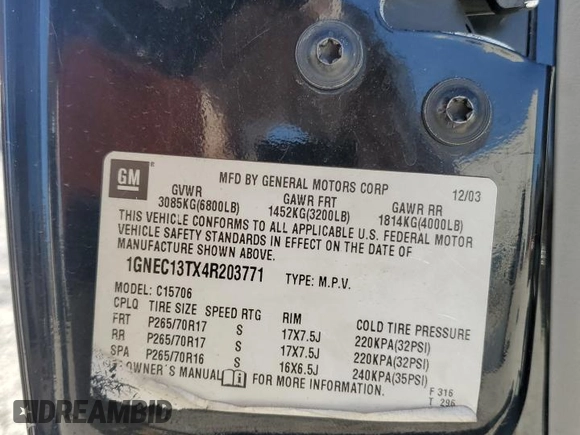 GM
MFD BY GENERAL MOTORS CORP 12/03
GVWR GAWR FRT GAWR RR
3085KG(6800LB) 1452KG(3200LB) 1814KG(4000LB)
THIS VEHICLE CONFORMS TO ALL APPLICABLE U.S. FEDERAL MOTOR
VEHICLE SAFETY STANDARDS IN EFFECT ON THE DATE OF
MANUFACTURE SHOWN ABOVE.
1GNEC13TX4R203771 TYPE: M.P.V.
MODEL: C15706
CPLQ TIRE SIZE SPEED RTG RIM COLD TIRE PRESSURE
FRT P265/70R17 S 17X7.5J 220KPA(32PSI)
RR P265/70R17 S 17X7.5J 220KPA(32PSI)
SPA P265/70R16 S 16X6.5J 240KPA(35PSI)
OWNER'S MANUAL FOR MORE INFORMATION. F 316
T 296
DREAMBID